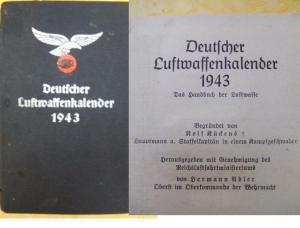 Deutscher
Luftwaffenkalender
1943
Deutscher
Luftwaffenkalender
1943
Das Handbuch der Luftwaffe
Begründet von
Rolf Kückens †
Hauptmann u. Staffelkapitän in einem Kampfgeschwader
Herausgegeben mit Genehmigung des
Reichsluftfahrtministeriums
von Hermann Adler
Oberst im Oberkommando der Wehrmacht